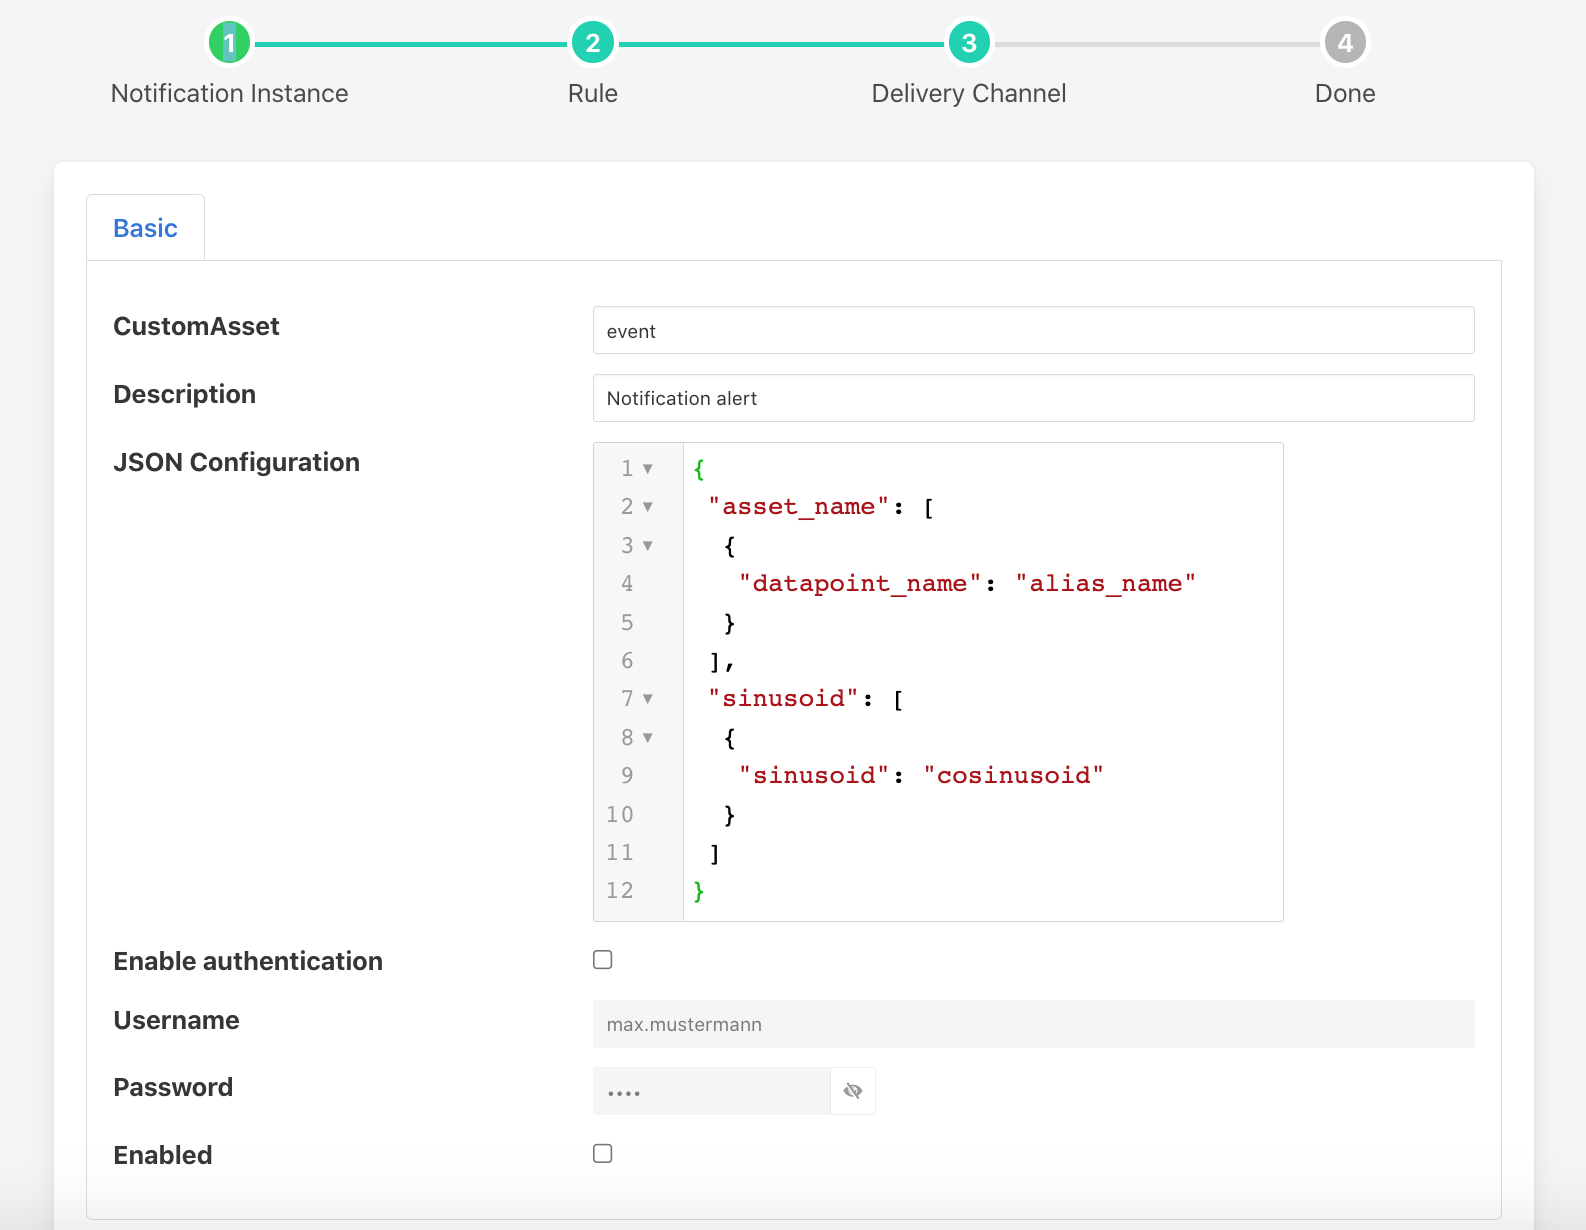 1 2 3 4
Notification Instance Rule Delivery Channel Done
Basic
CustomAsset event
Description Notification alert
JSON Configuration
1 {
2 "asset_name": [
3 {
4 "datapoint_name": "alias_name"
5 }
6 ],
7 "sinusoid": [
8 {
9 "sinusoid": "cosinusoid"
10 }
11 ]
12 }
Enable authentication
Username max.mustermann
Password ••••
Enabled